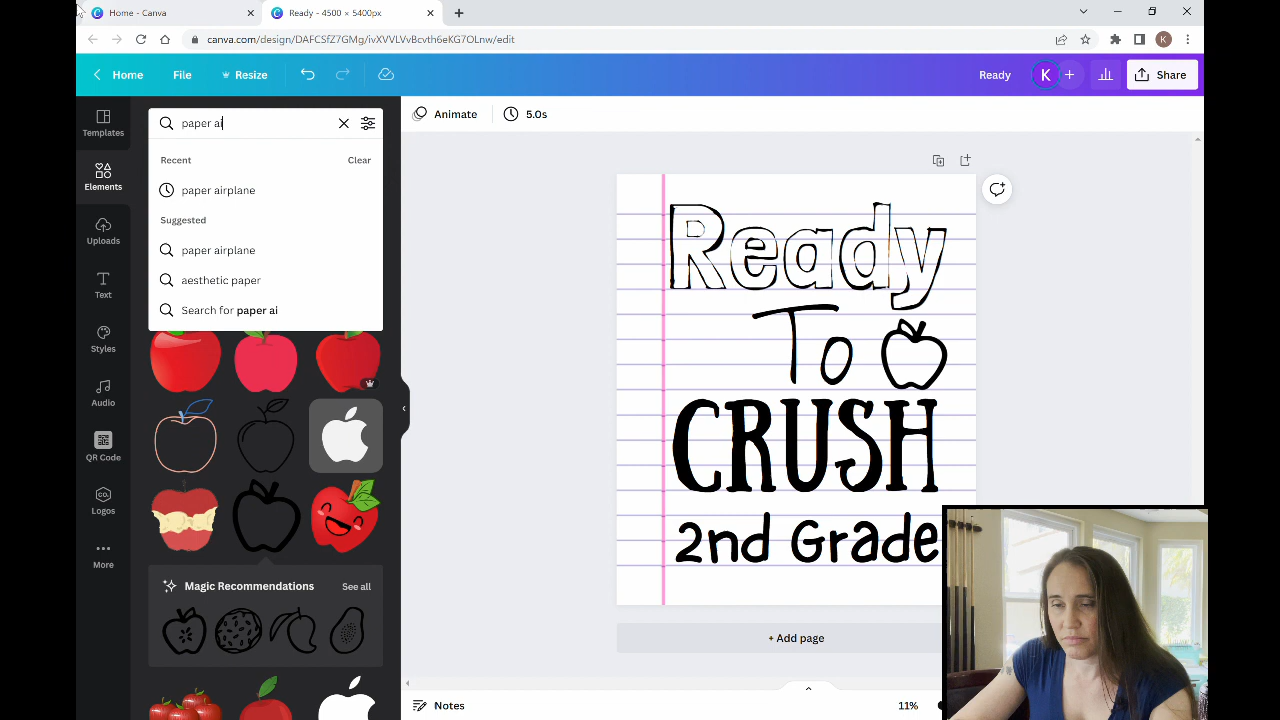 Home - Canva
Ready - 4500 × 5400px
canva.com/design/DAFCSfZ7GMg/ivXVVLVvBcvth6eKG7OLnw/edit
K
Home File Resize Ready K + Share
Templates
Elements
Uploads
Text
Styles
Audio
QR Code
CO.
Logos
More
paper ai
Recent Clear
paper airplane
Suggested
paper airplane
aesthetic paper
Search for paper ai
Magic Recommendations See all
Animate 5.0s
Ready
To
CRUSH
2nd Grade
+ Add page
Notes 11%